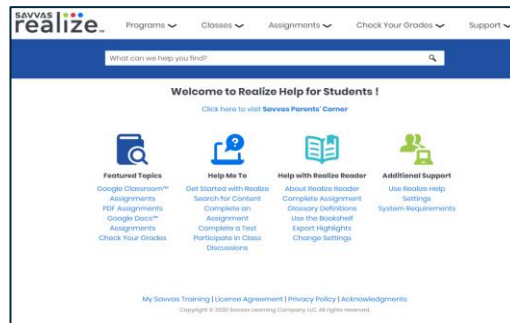 SAVVAS
realize™
Programs
Classes
Assignments
Check Your Grades
Support
What can we help you find?
Welcome to Realize Help for Students !
Click here to visit Savvas Parents' Corner
Featured Topics
Google Classroom™
Assignments
PDF Assignments
Google Docs™
Assignments
Check Your Grades
Help Me To
Get Started with Realize
Search for Content
Complete an
Assignment
Complete a Test
Participate in Class
Discussions
Help with Realize Reader
About Realize Reader
Complete Assignment
Glossary Definitions
Use the Bookshelf
Export Highlights
Change Settings
Additional Support
Use Realize Help
Settings
System Requirements
My Savvas Training | License Agreement | Privacy Policy | Acknowledgments
Copyright © 2020 Savvas Learning Company LLC. All rights reserved.